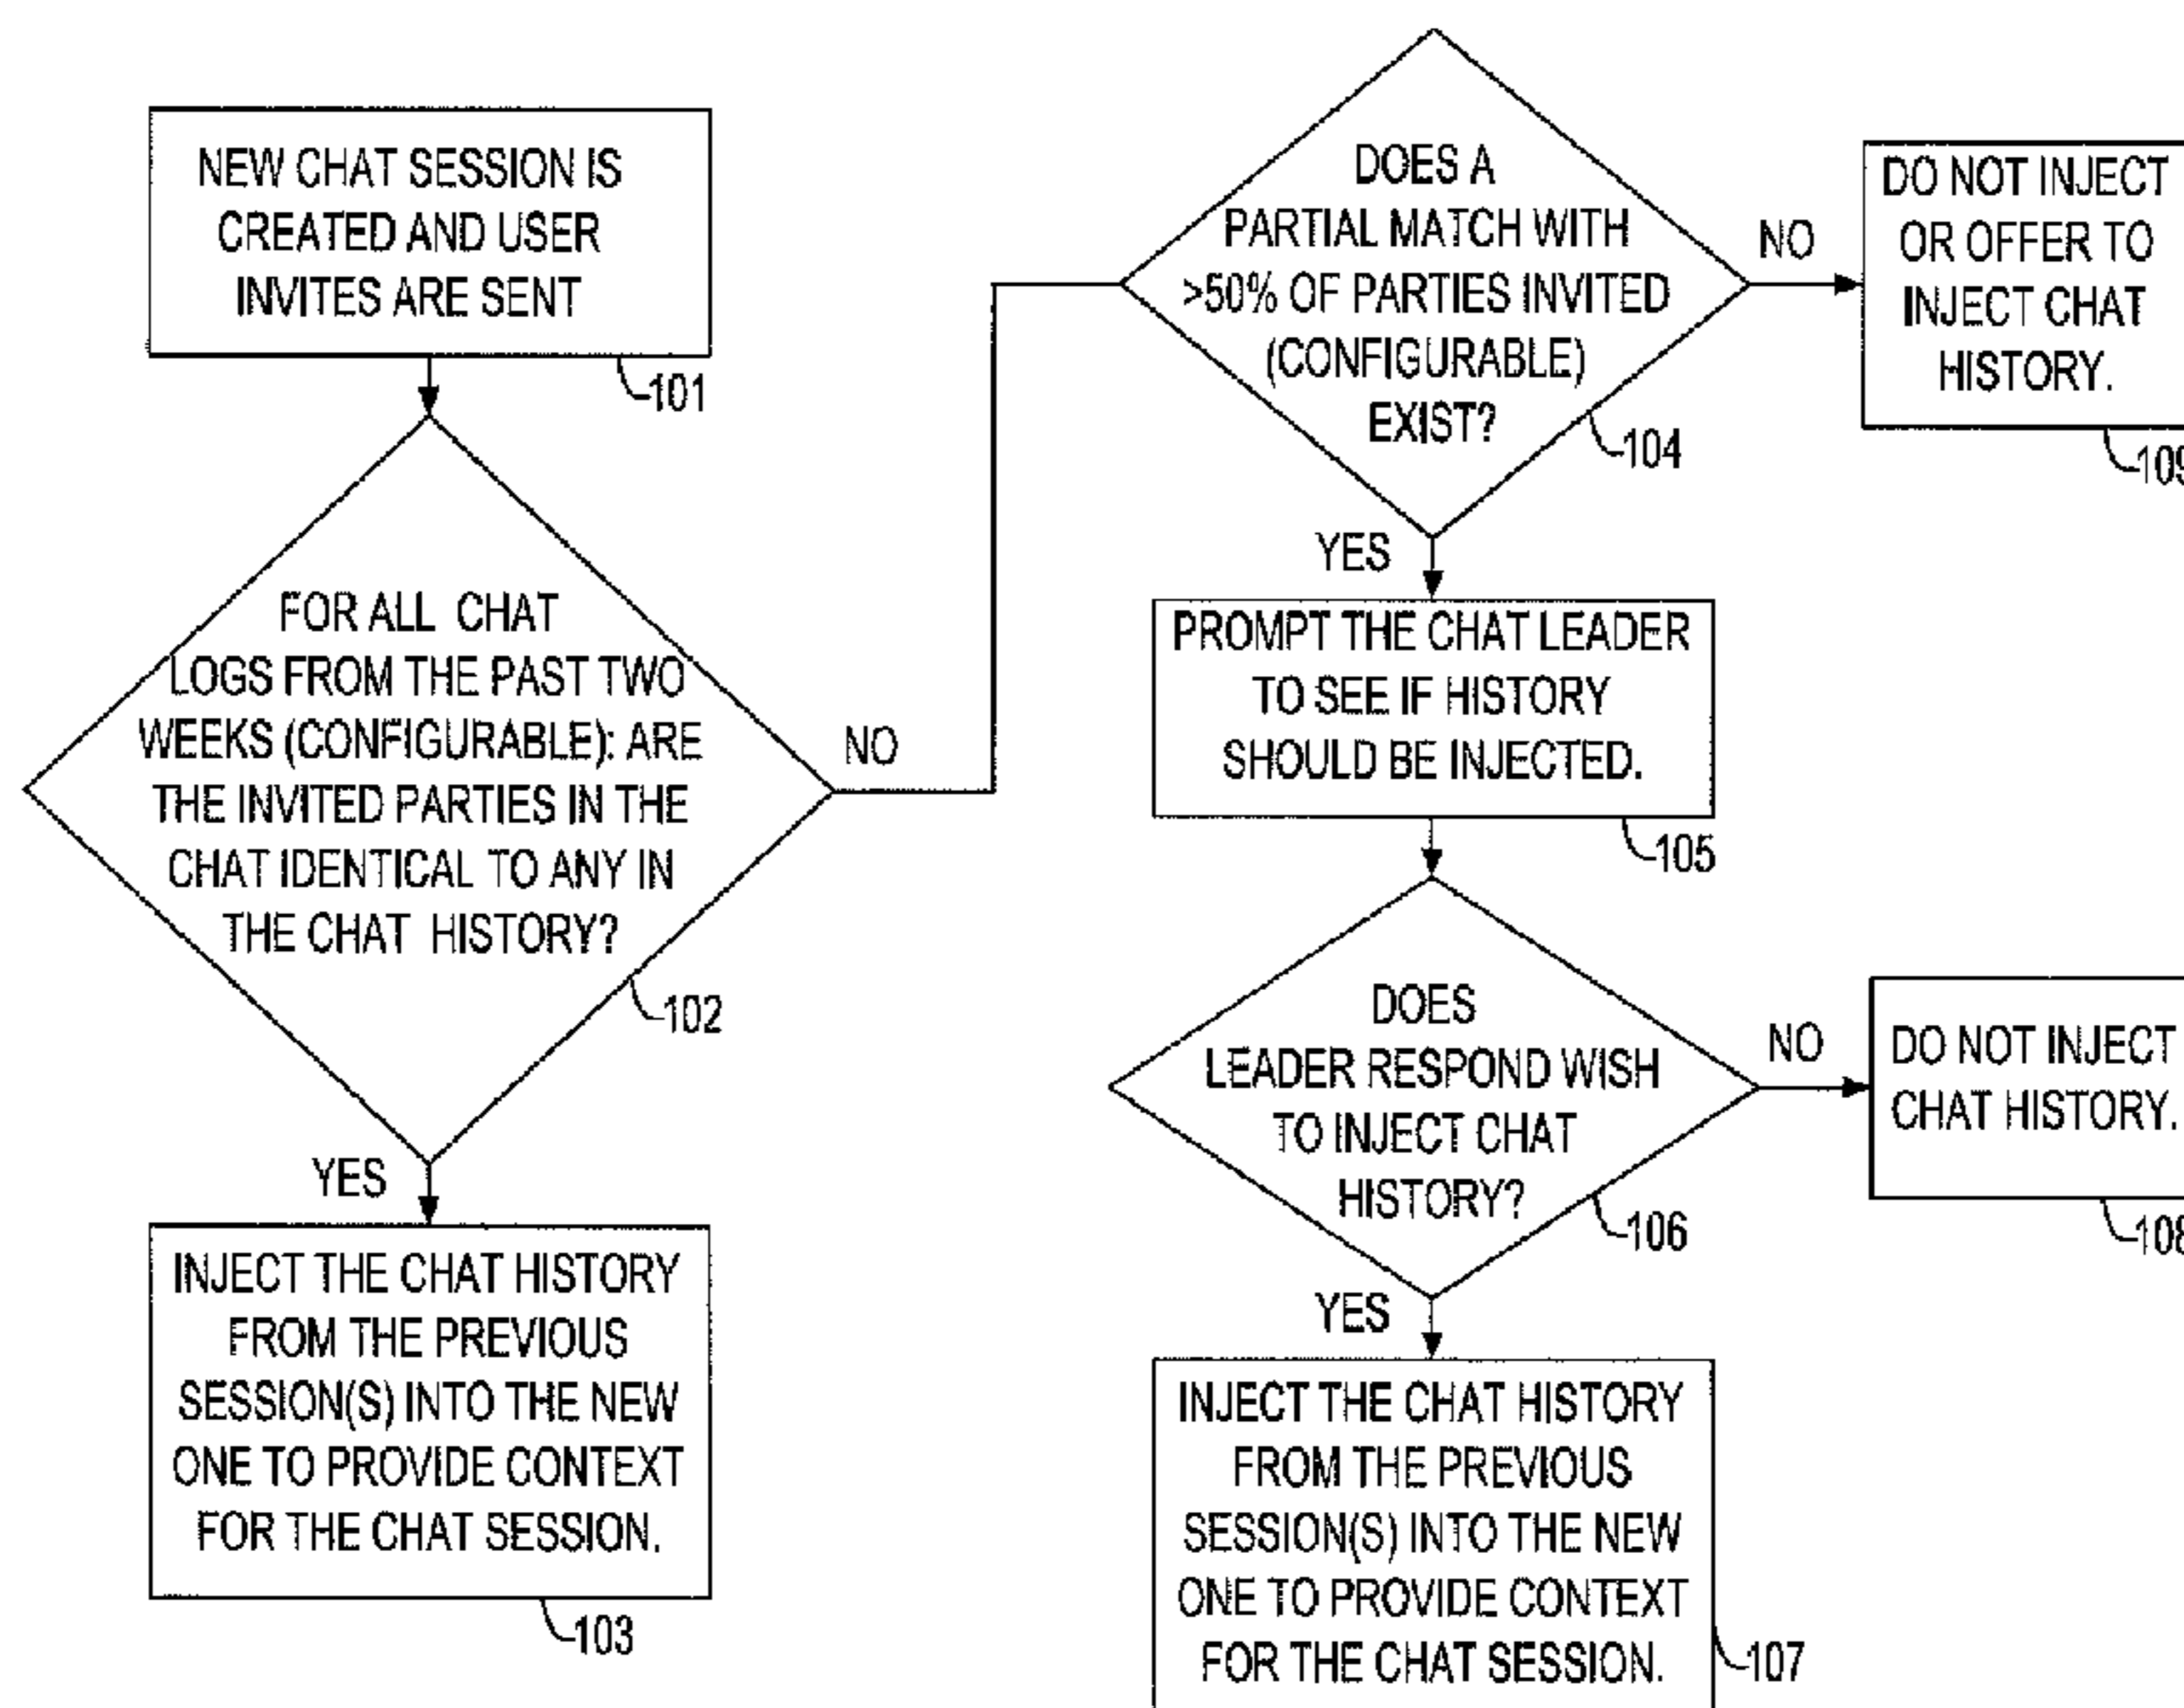 NEW CHAT SESSION IS
CREATED AND USER
INVITES ARE SENT
101
FOR ALL CHAT
LOGS FROM THE PAST TWO
WEEKS (CONFIGURABLE): ARE
THE INVITED PARTIES IN THE
CHAT IDENTICAL TO ANY IN
THE CHAT HISTORY?
102
NO
YES
INJECT THE CHAT HISTORY
FROM THE PREVIOUS
SESSION(S) INTO THE NEW
ONE TO PROVIDE CONTEXT
FOR THE CHAT SESSION.
103
DOES A
PARTIAL MATCH WITH
>50% OF PARTIES INVITED
(CONFIGURABLE)
EXIST?
104
NO
DO NOT INJECT
OR OFFER TO
INJECT CHAT
HISTORY.
109
YES
PROMPT THE CHAT LEADER
TO SEE IF HISTORY
SHOULD BE INJECTED.
105
DOES
LEADER RESPOND WISH
TO INJECT CHAT
HISTORY?
106
NO
DO NOT INJECT
CHAT HISTORY.
108
YES
INJECT THE CHAT HISTORY
FROM THE PREVIOUS
SESSION(S) INTO THE NEW
ONE TO PROVIDE CONTEXT
FOR THE CHAT SESSION.
107